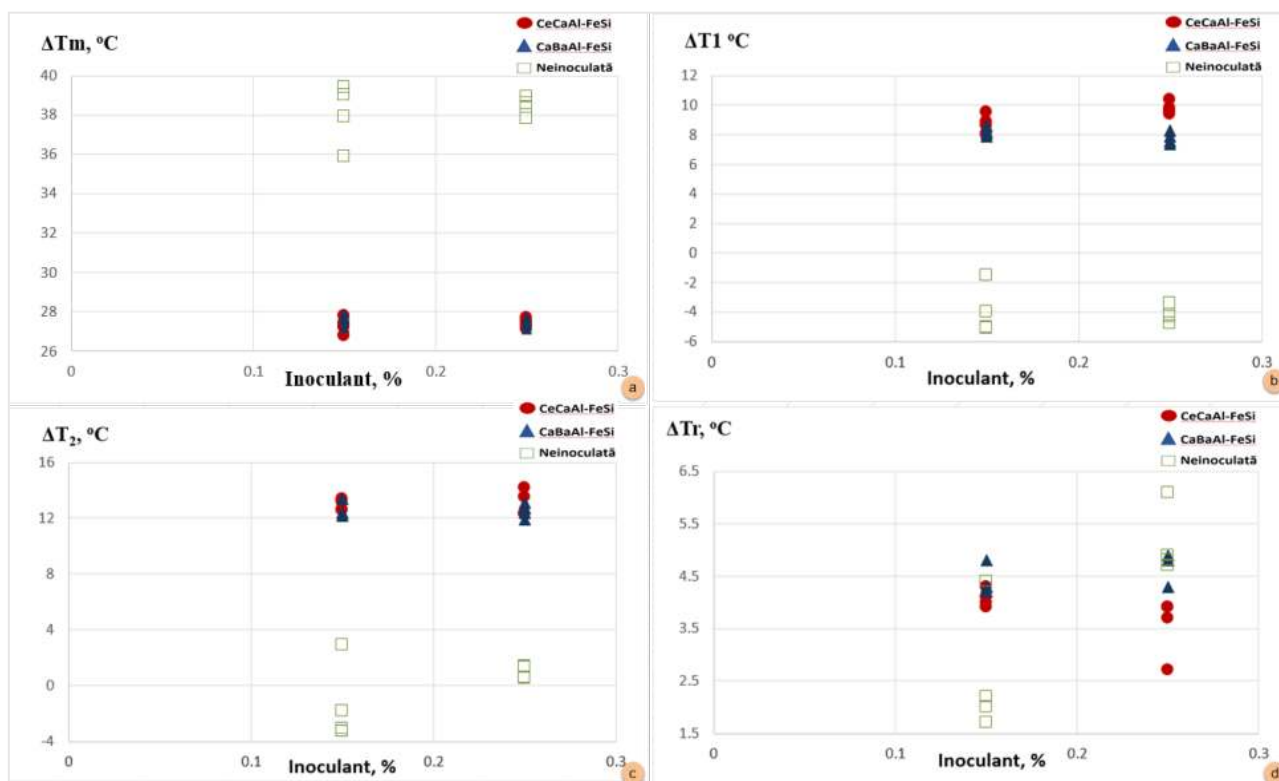 CeCaAl-FeSi
CaBaAl-FeSi
Neinoculată
ΔTm, °C
40
38
36
34
32
30
28
26
0
0.1
0.2
0.3
Inoculant, %
a
CeCaAl-FeSi
CaBaAl-FeSi
Neinoculată
ΔT1 °C
12
10
8
6
4
2
0
-2
-4
-6
0
0.1
0.2
0.3
Inoculant, %
b
CeCaAl-FeSi
CaBaAl-FeSi
Neinoculată
ΔT₂, °C
16
12
8
4
0
-4
0
0.1
0.2
0.3
Inoculant, %
c
CeCaAl-FeSi
CaBaAl-FeSi
Neinoculată
ΔTr, °C
6.5
5.5
4.5
3.5
2.5
1.5
0
0.1
0.2
0.3
Inoculant, %
d